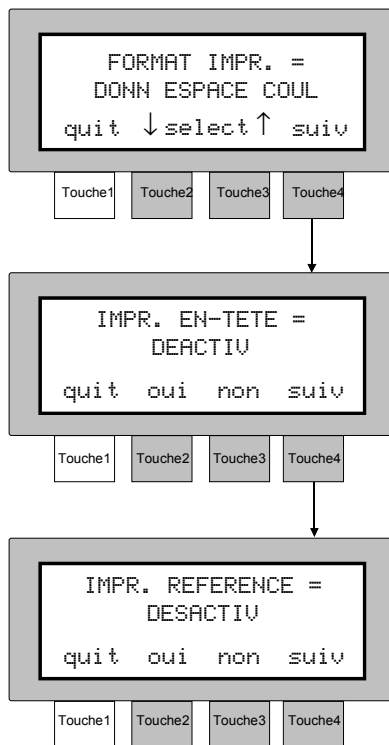 FORMAT IMPR. =
DONN ESPACE COUL
quit ↓select↑ suiv
Touche1 Touche2 Touche3 Touche4
IMPR. EN-TETE =
DEACTIV
quit oui non suiv
Touche1 Touche2 Touche3 Touche4
IMPR. REFERENCE =
DESACTIV
quit oui non suiv
Touche1 Touche2 Touche3 Touche4